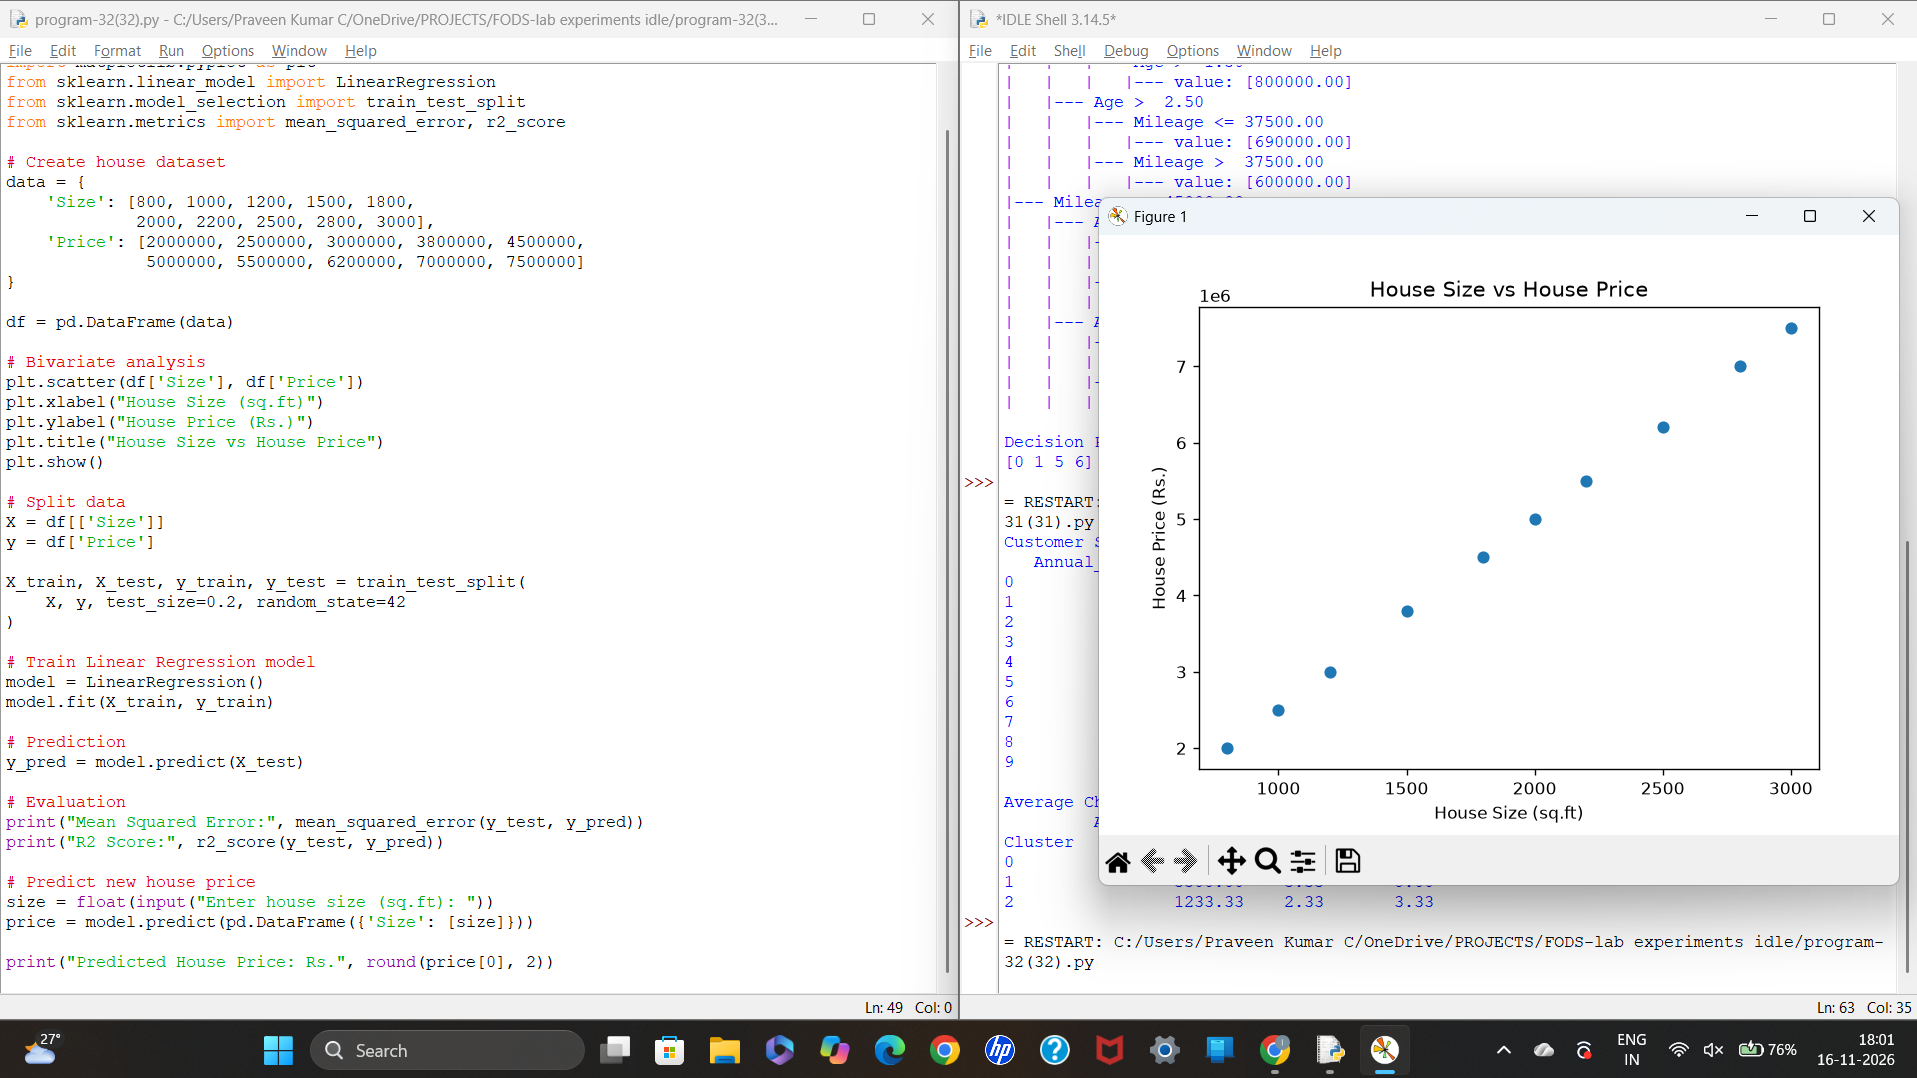 program-32(32).py - C:/Users/Praveen Kumar C/OneDrive/PROJECTS/FODS-lab experiments idle/program-32(3...
File Edit Format Run Options Window Help
from sklearn.linear_model import LinearRegression
from sklearn.model_selection import train_test_split
from sklearn.metrics import mean_squared_error, r2_score
# Create house dataset
data = {
    'Size': [800, 1000, 1200, 1500, 1800,
             2000, 2200, 2500, 2800, 3000],
    'Price': [2000000, 2500000, 3000000, 3800000, 4500000,
              5000000, 5500000, 6200000, 7000000, 7500000]
}
df = pd.DataFrame(data)
# Bivariate analysis
plt.scatter(df['Size'], df['Price'])
plt.xlabel("House Size (sq.ft)")
plt.ylabel("House Price (Rs.)")
plt.title("House Size vs House Price")
plt.show()
# Split data
X = df[['Size']]
y = df['Price']
X_train, X_test, y_train, y_test = train_test_split(
    X, y, test_size=0.2, random_state=42
)
# Train Linear Regression model
model = LinearRegression()
model.fit(X_train, y_train)
# Prediction
y_pred = model.predict(X_test)
# Evaluation
print("Mean Squared Error:", mean_squared_error(y_test, y_pred))
print("R2 Score:", r2_score(y_test, y_pred))
# Predict new house price
size = float(input("Enter house size (sq.ft): "))
price = model.predict(pd.DataFrame({'Size': [size]}))
print("Predicted House Price: Rs.", round(price[0], 2))
Ln: 49 Col: 0
*IDLE Shell 3.14.5*
File Edit Shell Debug Options Window Help
|   |   |   |--- value: [800000.00]
|   |--- Age >  2.50
|   |   |--- Mileage <= 37500.00
|   |   |   |--- value: [690000.00]
|   |   |--- Mileage >  37500.00
|   |   |   |--- value: [600000.00]
Decision
[0 1 5 6]
>>>
= RESTART:
31(31).py
Customer
Annual_
0
1
2
3
4
5
6
7
8
9
Average
Cluster
0
1
2 1233.33 2.33 3.33
>>>
= RESTART: C:/Users/Praveen Kumar C/OneDrive/PROJECTS/FODS-lab experiments idle/program-
32(32).py
Ln: 63 Col: 35
Figure 1
House Size vs House Price
1e6
7
6
5
4
3
2
House Price (Rs.)
1000 1500 2000 2500 3000
House Size (sq.ft)
27°
Search
hp
76%
ENG
IN
18:01
16-11-2026